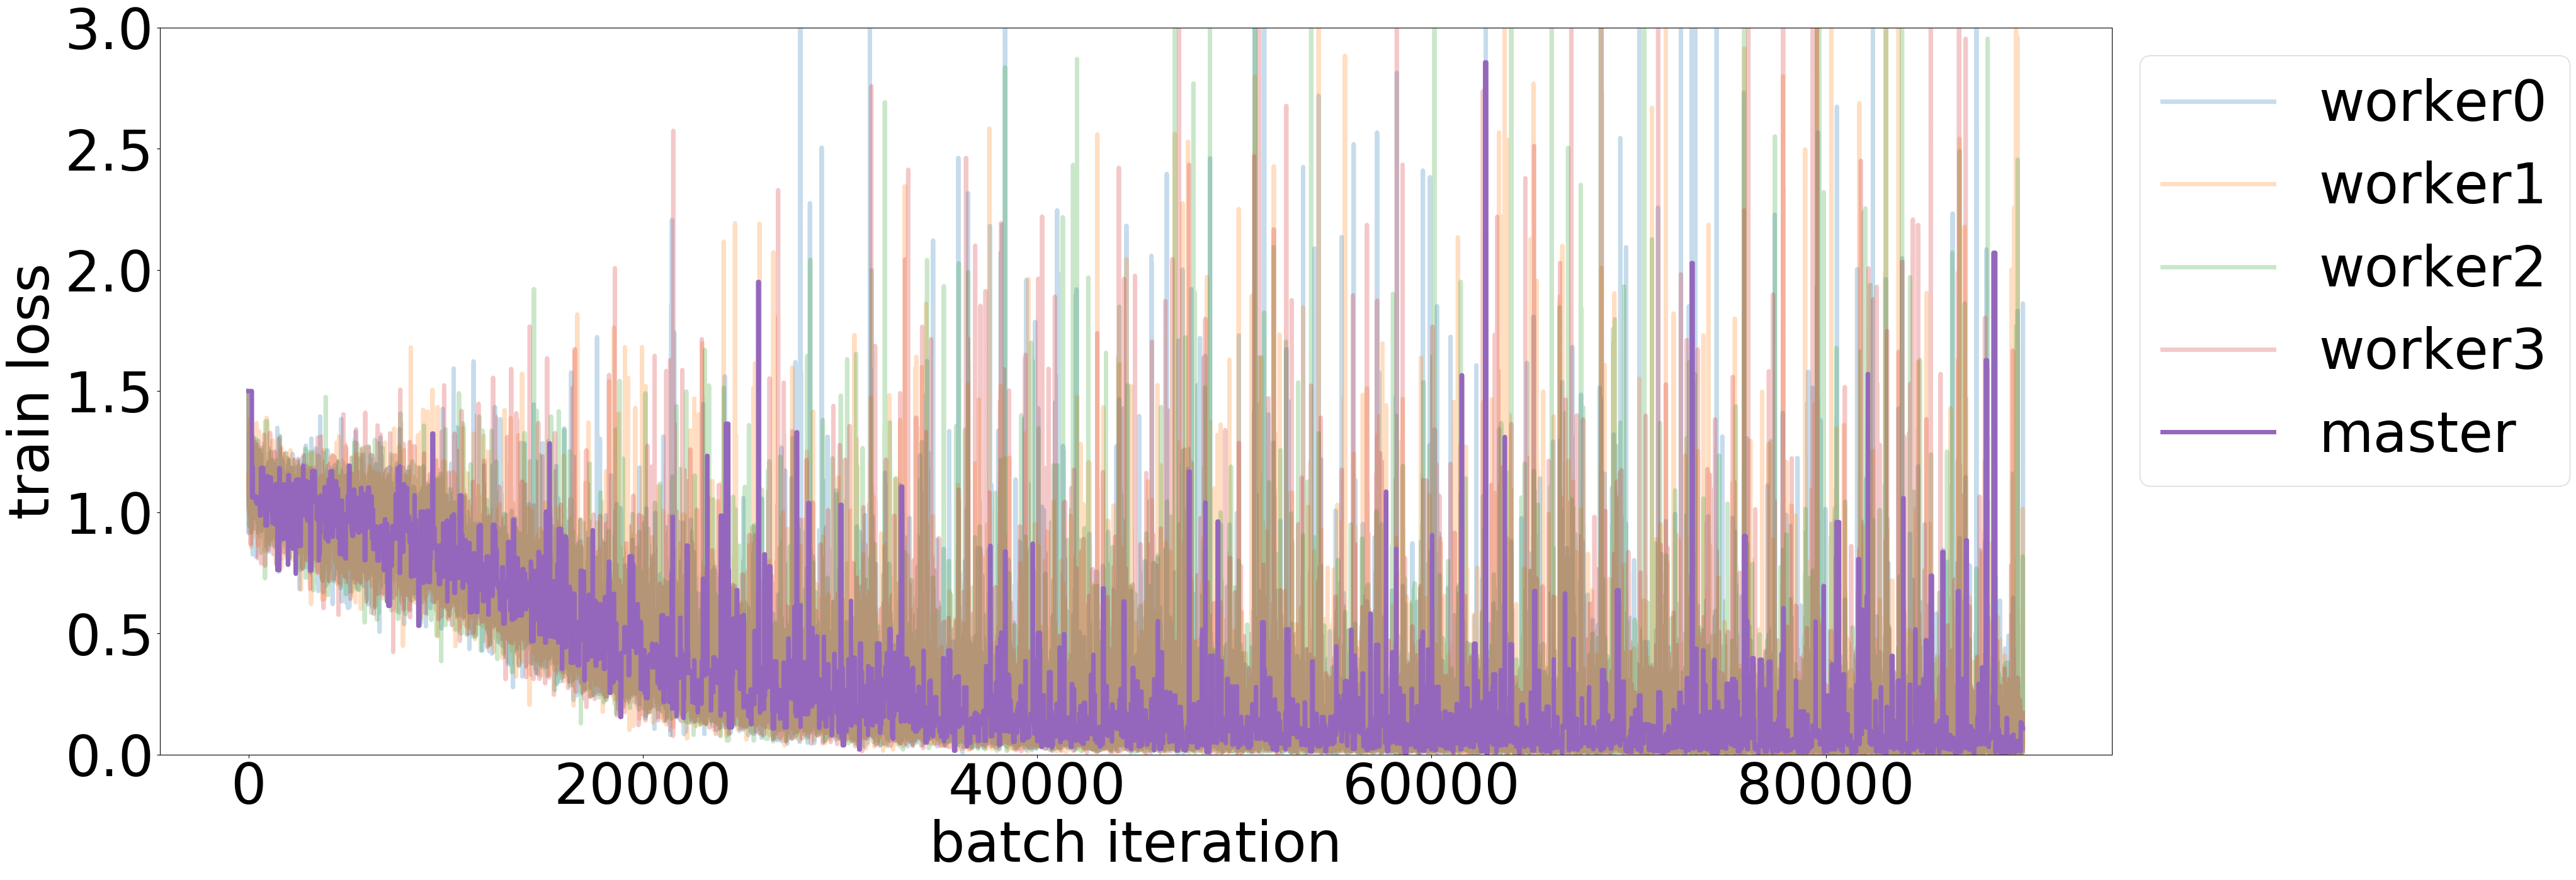 train loss
3.0
2.5
2.0
1.5
1.0
0.5
0.0
0 20000 40000 60000 80000
batch iteration
worker0
worker1
worker2
worker3
master